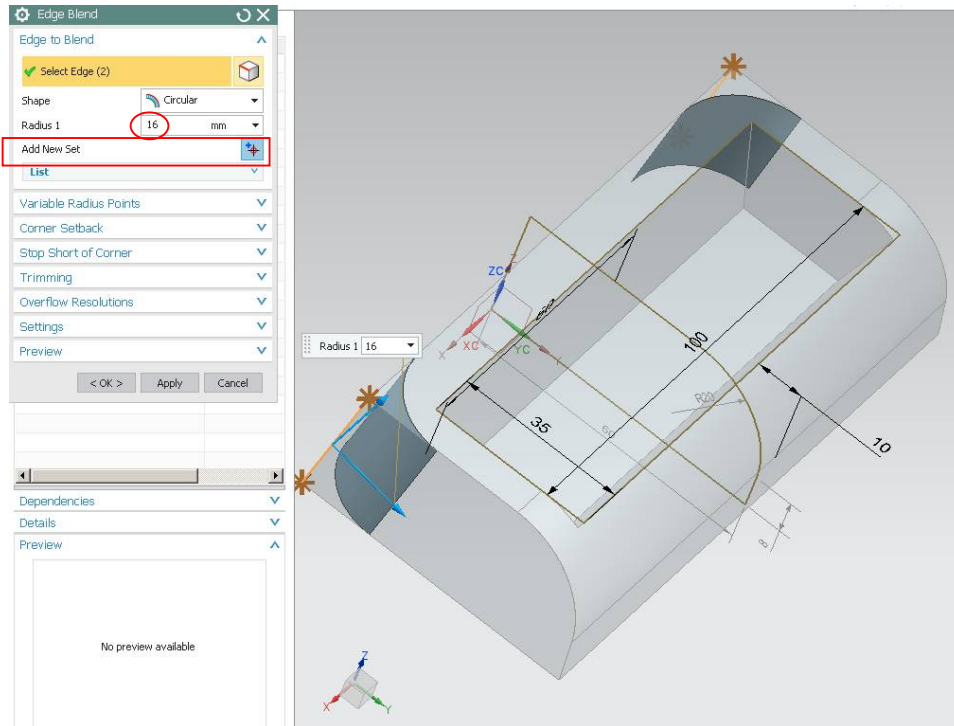 Edge Blend
Edge to Blend
Select Edge (2)
Shape Circular
Radius 1 16 mm
Add New Set
List
Variable Radius Points
Corner Setback
Stop Short of Corner
Trimming
Overflow Resolutions
Settings
Preview
< OK > Apply Cancel
Dependencies
Details
Preview
No preview available
Z
ZC
XC
YC
X
Y
Radius 1 16
100
R20
35
60
10
8
Z
X
Y